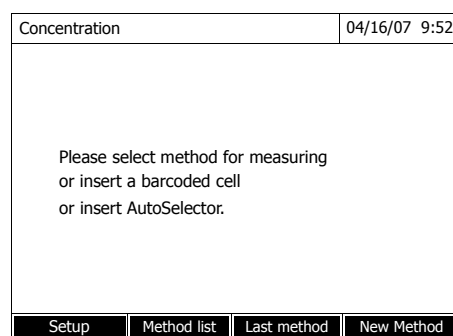 Concentration 04/16/07 9:52
Please select method for measuring
or insert a barcoded cell
or insert AutoSelector.
Setup Method list Last method New Method